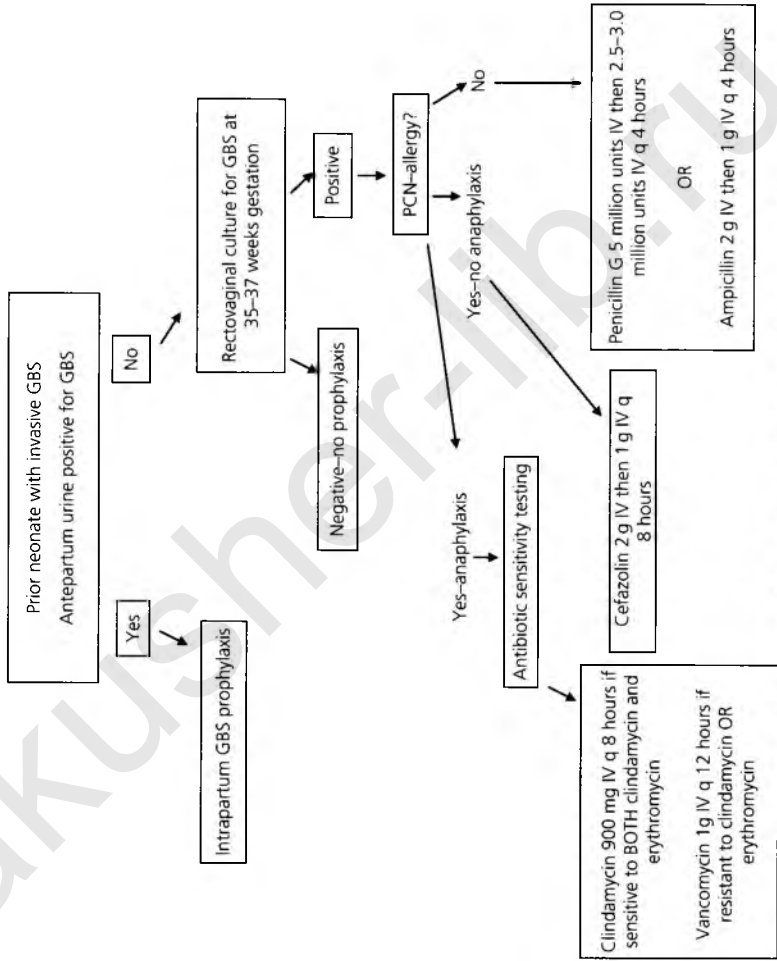 Prior neonate with invasive GBS
Antepartum urine positive for GBS
Yes
No
Intrapartum GBS prophylaxis
Rectovaginal culture for GBS at
35–37 weeks gestation
Negative–no prophylaxis
Positive
PCN–allergy?
Yes–anaphylaxis
Yes–no anaphylaxis
No
Antibiotic sensitivity testing
Clindamycin 900 mg IV q 8 hours if
sensitive to BOTH clindamycin and
erythromycin
Vancomycin 1g IV q 12 hours if
resistant to clindamycin OR
erythromycin
Cefazolin 2 g IV then 1 g IV q
8 hours
Penicillin G 5 million units IV then 2.5–3.0
million units IV q 4 hours
OR
Ampicillin 2 g IV then 1 g IV q 4 hours
akusher-lib.ru